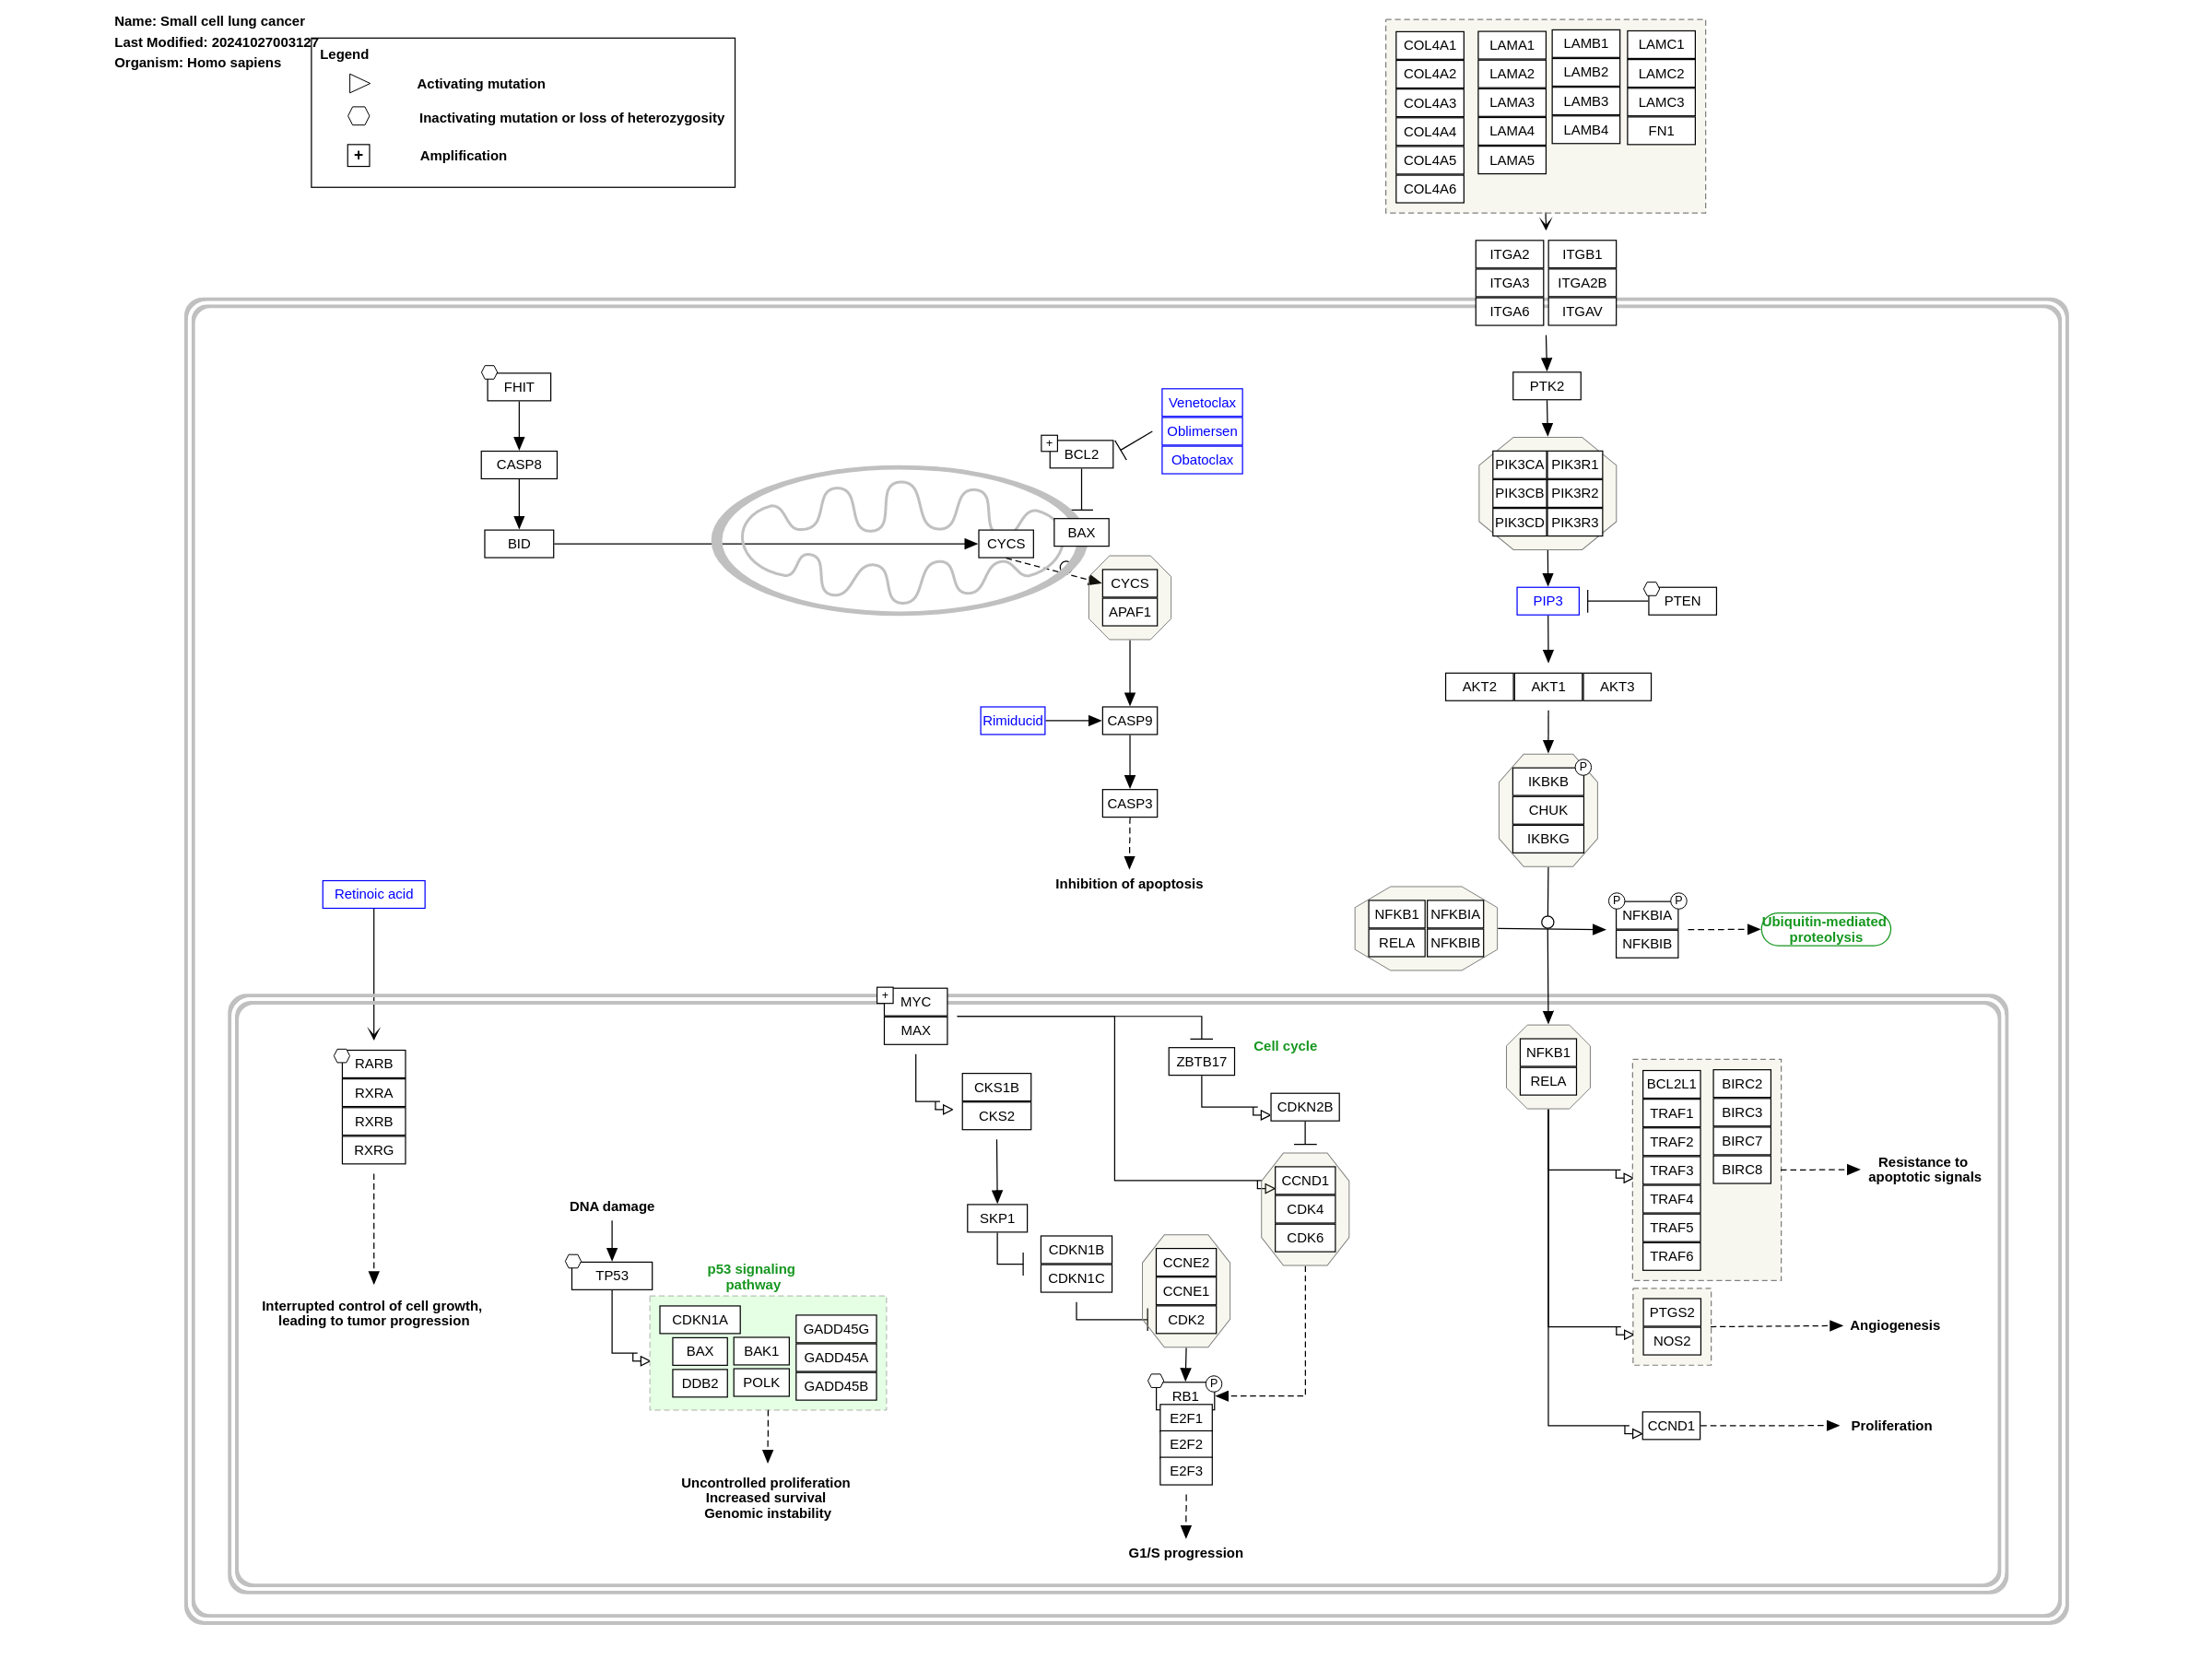 Name: Small cell lung cancer
Last Modified: 20241027003127
Organism: Homo sapiens
Legend
Activating mutation
Inactivating mutation or loss of heterozygosity
+
Amplification
COL4A1
COL4A2
COL4A3
COL4A4
COL4A5
COL4A6
LAMA1
LAMA2
LAMA3
LAMA4
LAMA5
LAMB1
LAMB2
LAMB3
LAMB4
LAMC1
LAMC2
LAMC3
FN1
ITGA2
ITGA3
ITGA6
ITGB1
ITGA2B
ITGAV
PTK2
PIK3CA
PIK3CB
PIK3CD
PIK3R1
PIK3R2
PIK3R3
PIP3
PTEN
AKT2
AKT1
AKT3
P
IKBKB
CHUK
IKBKG
NFKB1
RELA
NFKBIA
NFKBIB
P
P
NFKBIA
NFKBIB
Ubiquitin-mediated
proteolysis
FHIT
CASP8
BID
CYCS
+
BCL2
Venetoclax
Oblimersen
Obatoclax
BAX
CYCS
APAF1
Rimiducid
CASP9
CASP3
Inhibition of apoptosis
Retinoic acid
RARB
RXRA
RXRB
RXRG
Interrupted control of cell growth,
leading to tumor progression
DNA damage
TP53
p53 signaling
pathway
CDKN1A
BAX
DDB2
BAK1
POLK
GADD45G
GADD45A
GADD45B
Uncontrolled proliferation
Increased survival
Genomic instability
+
MYC
MAX
CKS1B
CKS2
SKP1
CDKN1B
CDKN1C
ZBTB17
Cell cycle
CDKN2B
CCND1
CDK4
CDK6
CCNE2
CCNE1
CDK2
P
RB1
E2F1
E2F2
E2F3
G1/S progression
NFKB1
RELA
BCL2L1
TRAF1
TRAF2
TRAF3
TRAF4
TRAF5
TRAF6
BIRC2
BIRC3
BIRC7
BIRC8
Resistance to
apoptotic signals
PTGS2
NOS2
Angiogenesis
CCND1
Proliferation